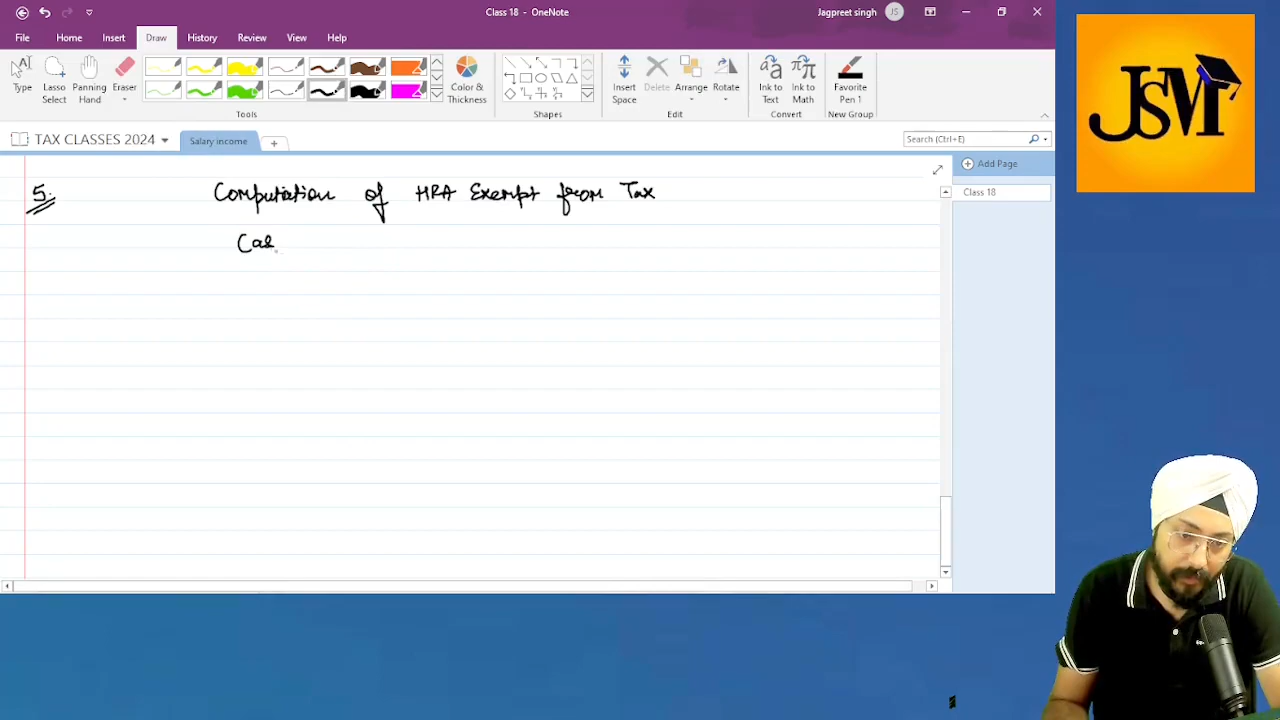 Class 18 - OneNote
Jagpreet singh JS
File Home Insert Draw History Review View Help
Type Lasso Select Panning Hand Eraser Color & Thickness Insert Space Delete Arrange Rotate Ink to Text Ink to Math Favorite Pen 1
Tools Shapes Edit Convert New Group
TAX CLASSES 2024 Salary income Search (Ctrl+E)
Add Page
Class 18
5. Computation of HRA Exempt from Tax
Cas
JSM